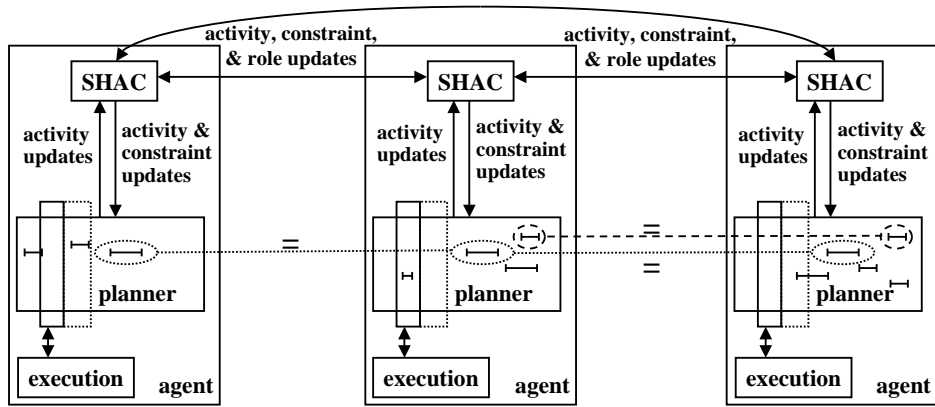 activity, constraint,
& role updates
activity, constraint,
& role updates
SHAC
SHAC
SHAC
activity
updates
activity &
constraint
updates
activity
updates
activity &
constraint
updates
activity
updates
activity &
constraint
updates
=
=
=
planner
planner
planner
execution
agent
execution
agent
execution
agent